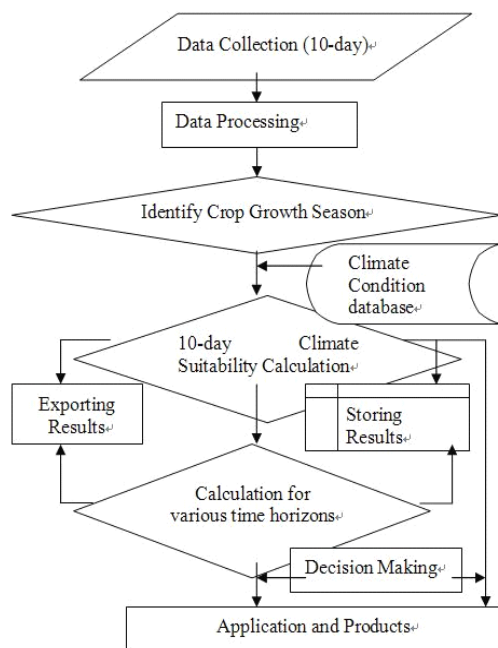 Data Collection (10-day)
Data Processing
Identify Crop Growth Season
Climate
Condition
database
10-day Climate
Suitability Calculation
Exporting
Results
Storing
Results
Calculation for
various time horizons
Decision Making
Application and Products